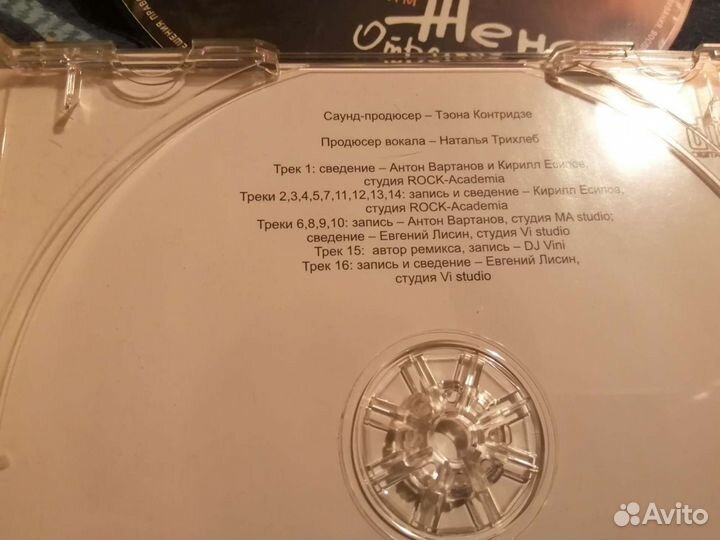 Жена
Саунд-продюсер – Тэона Контридзе
Продюсер вокала – Наталья Трихлеб
Трек 1: сведение – Антон Вартанов и Кирилл Есипов,
студия ROCK-Academia
Треки 2,3,4,5,7,11,12,13,14: запись и сведение – Кирилл Есипов,
студия ROCK-Academia
Треки 6,8,9,10: запись – Антон Вартанов, студия MA studio;
сведение – Евгений Лисин, студия Vi studio
Трек 15: автор ремикса, запись – DJ Vini
Трек 16: запись и сведение – Евгений Лисин,
студия Vi studio
Avito